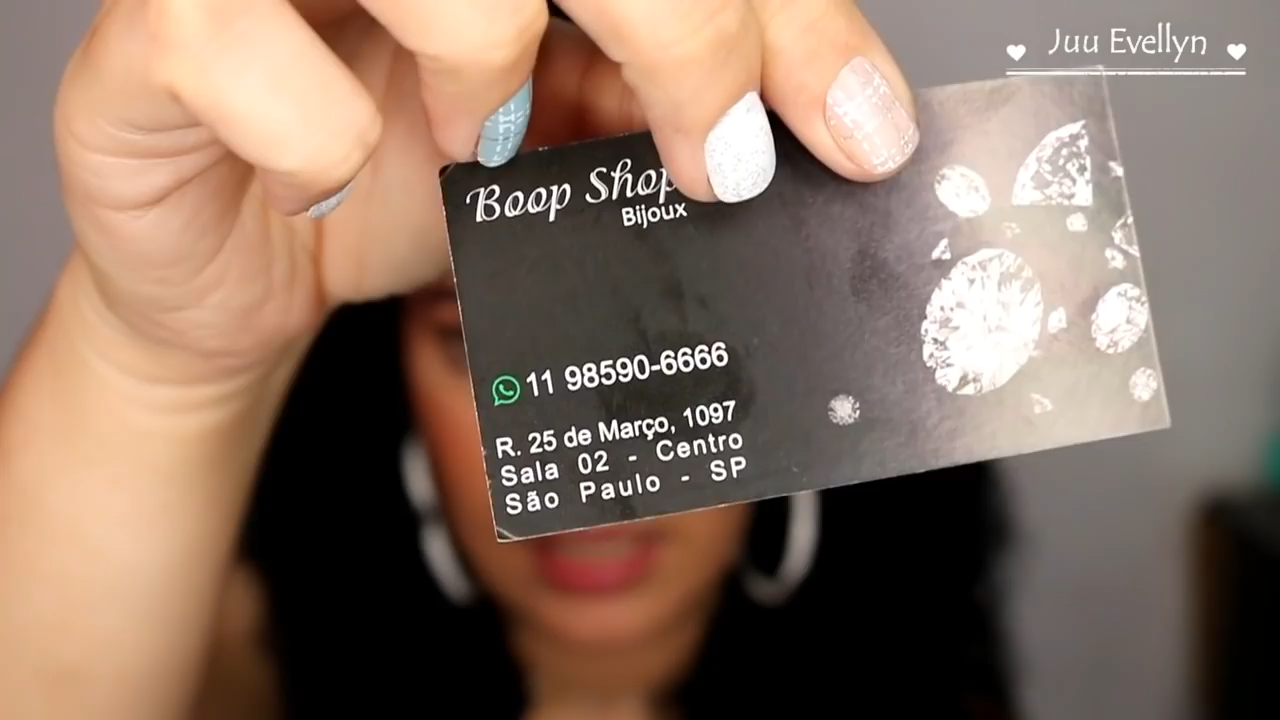 Juu Evellyn
Boop Shop
Bijoux
11 98590-6666
R. 25 de Março, 1097
Sala 02 - Centro
São Paulo - SP